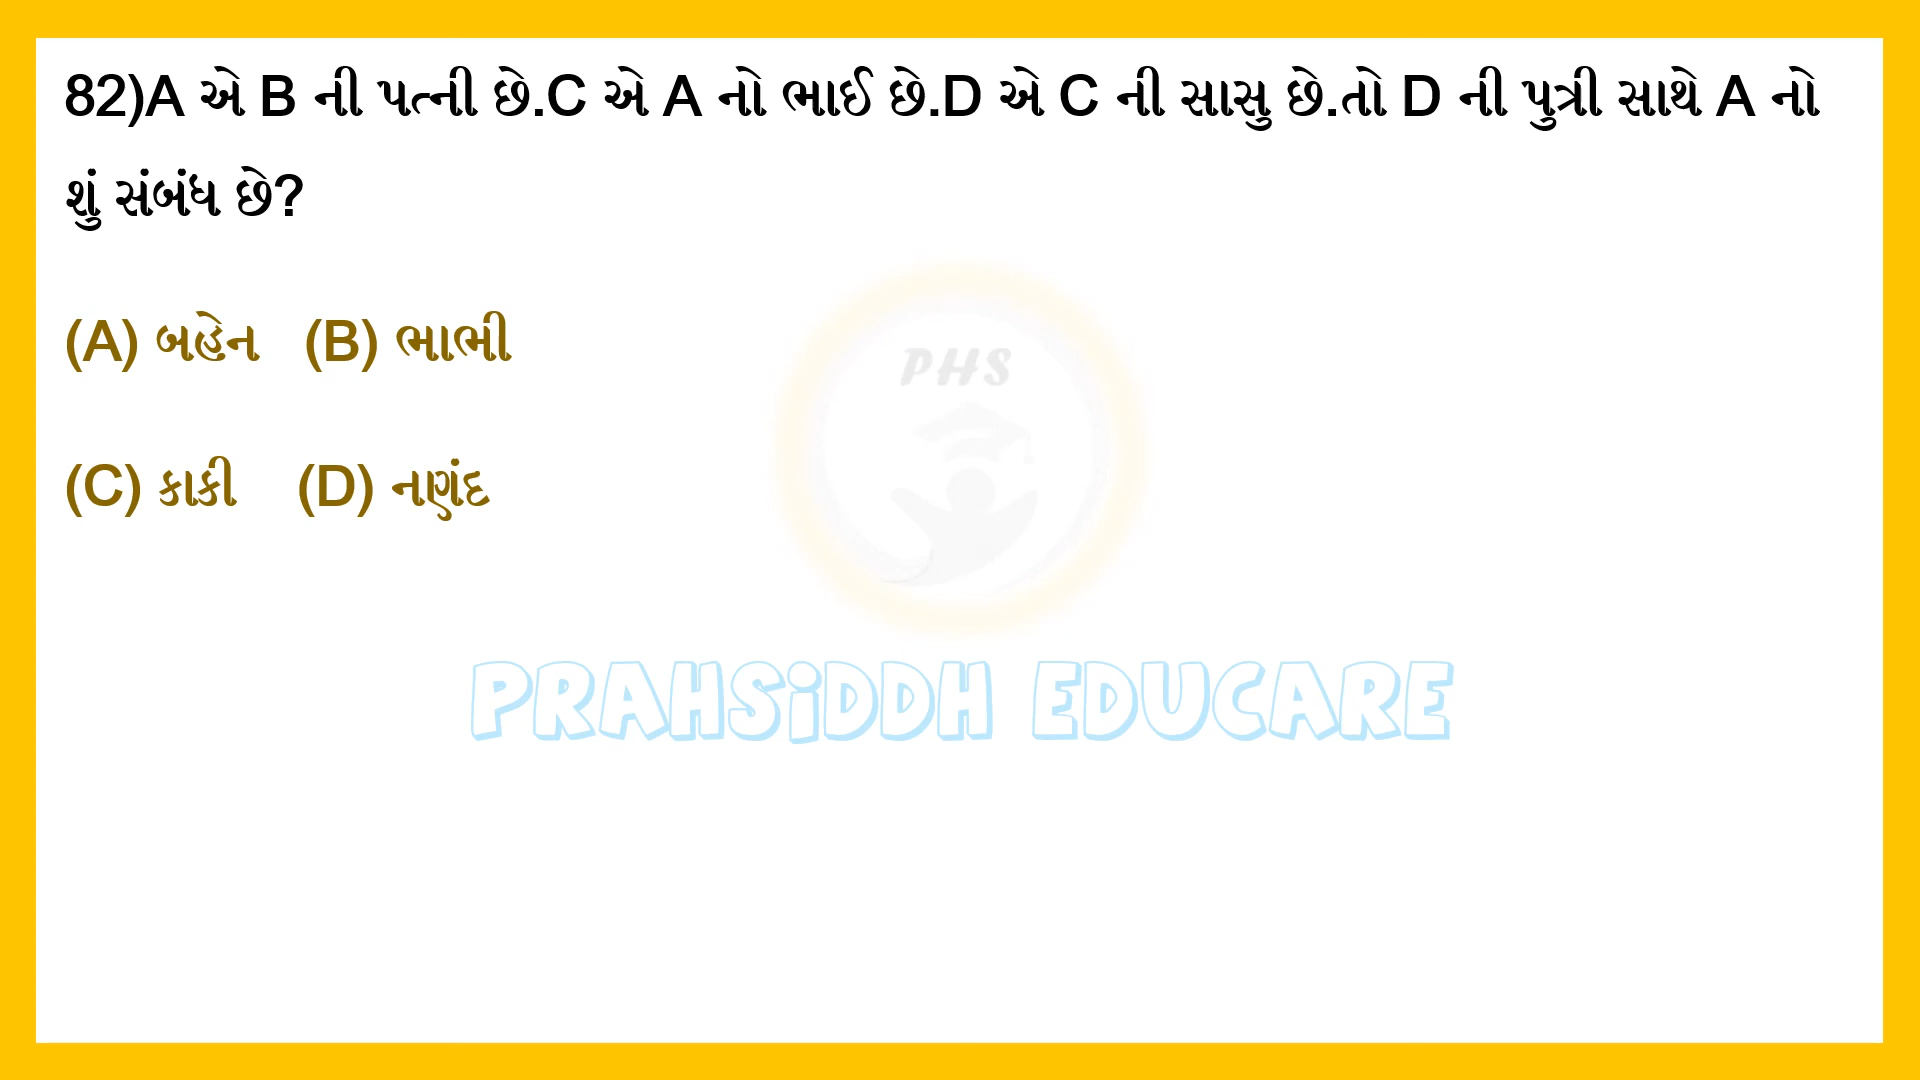 82)A એ B ની પત્ની છે.C એ A નો ભાઈ છે.D એ C ની સાસુ છે.તો D ની પુત્રી સાથે A નો
શું સંબંધ છે?
(A) બહેન (B) ભાભી
(C) કાકી (D) નણંદ
PHS
PRAHSiDDH EDUCARE